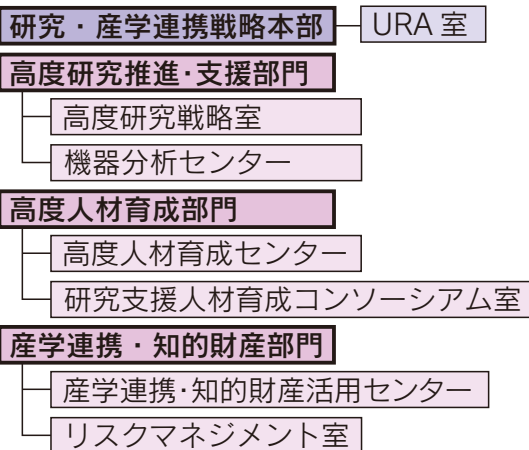 研究・産学連携戦略本部 URA 室
高度研究推進･支援部門
高度研究戦略室
機器分析センター
高度人材育成部門
高度人材育成センター
研究支援人材育成コンソーシアム室
産学連携・知的財産部門
産学連携･知的財産活用センター
リスクマネジメント室